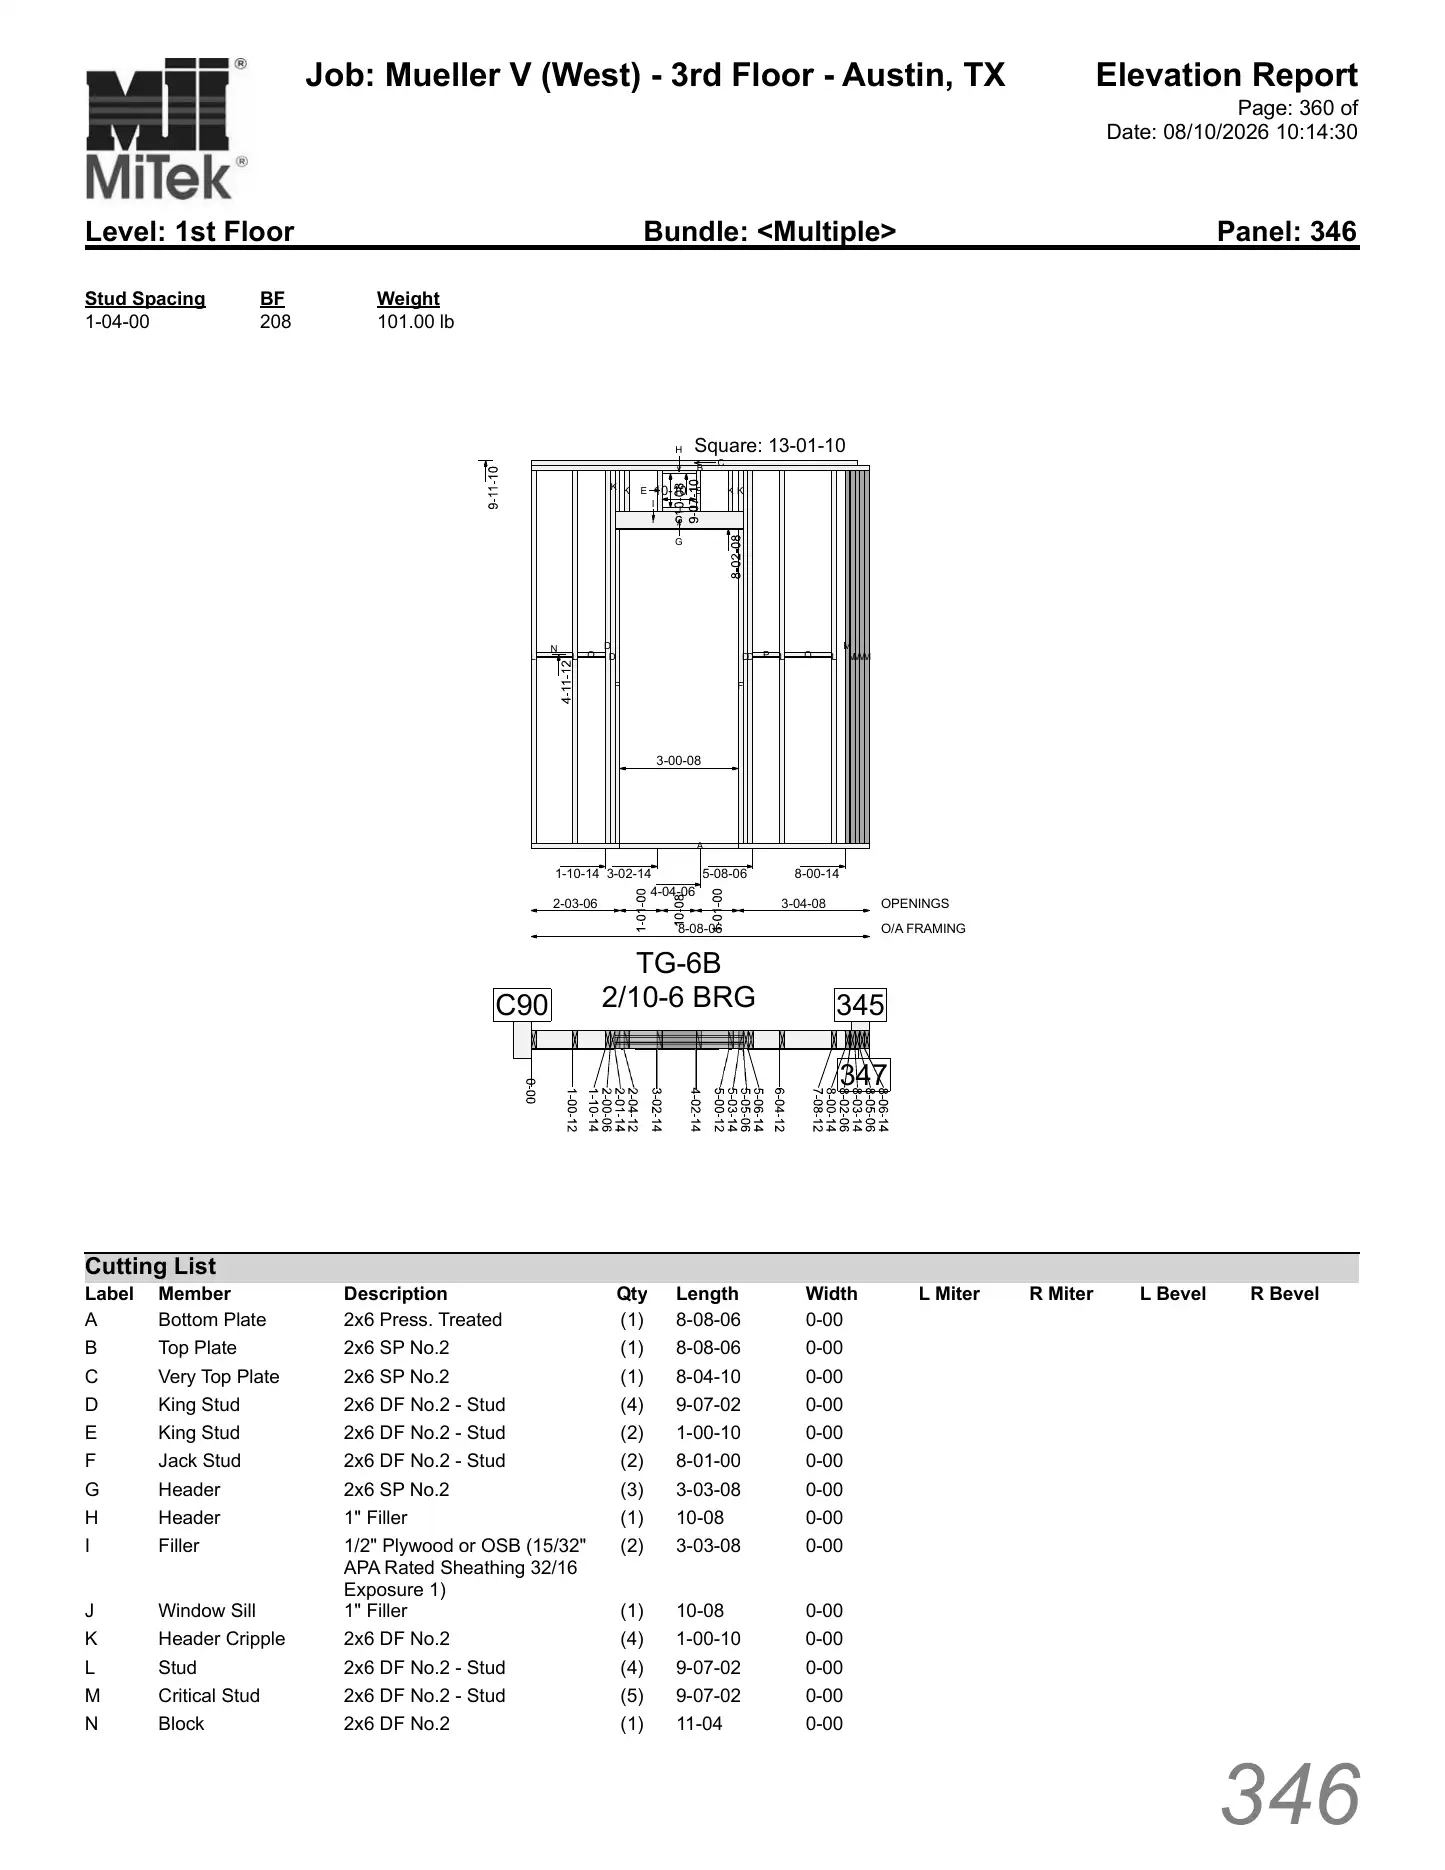 Job: Mueller V (West) - 3rd Floor - Austin, TX
Elevation Report
Page: 360 of
Date: 08/10/2026 10:14:30
MiTek®
Level: 1st Floor Bundle: <Multiple> Panel: 346
Stud Spacing BF Weight
1-04-00 208 101.00 lb
Square: 13-01-10
H
C
B
9-11-10
K K E K K
I
10-08
9-07-10
G
8-02-08
N O D D D P O L M
4-11-12
3-00-08
A
1-10-14 3-02-14 5-08-06 8-00-14
4-04-06
2-03-06 1-01-00 10-08 1-01-00 3-04-08 OPENINGS
8-08-06 O/A FRAMING
TG-6B
2/10-6 BRG
C90 345
347
0-00 1-00-12 1-10-14 2-00-06 2-01-14 2-04-12 3-02-14 4-02-14 5-00-12 5-03-14 5-05-06 5-06-14 6-04-12 7-08-12 8-00-14 8-02-06 8-03-14 8-05-06 8-06-14
Cutting List
Label Member Description Qty Length Width L Miter R Miter L Bevel R Bevel
A Bottom Plate 2x6 Press. Treated (1) 8-08-06 0-00
B Top Plate 2x6 SP No.2 (1) 8-08-06 0-00
C Very Top Plate 2x6 SP No.2 (1) 8-04-10 0-00
D King Stud 2x6 DF No.2 - Stud (4) 9-07-02 0-00
E King Stud 2x6 DF No.2 - Stud (2) 1-00-10 0-00
F Jack Stud 2x6 DF No.2 - Stud (2) 8-01-00 0-00
G Header 2x6 SP No.2 (3) 3-03-08 0-00
H Header 1" Filler (1) 10-08 0-00
I Filler 1/2" Plywood or OSB (15/32" (2) 3-03-08 0-00
APA Rated Sheathing 32/16
Exposure 1)
J Window Sill 1" Filler (1) 10-08 0-00
K Header Cripple 2x6 DF No.2 (4) 1-00-10 0-00
L Stud 2x6 DF No.2 - Stud (4) 9-07-02 0-00
M Critical Stud 2x6 DF No.2 - Stud (5) 9-07-02 0-00
N Block 2x6 DF No.2 (1) 11-04 0-00
346